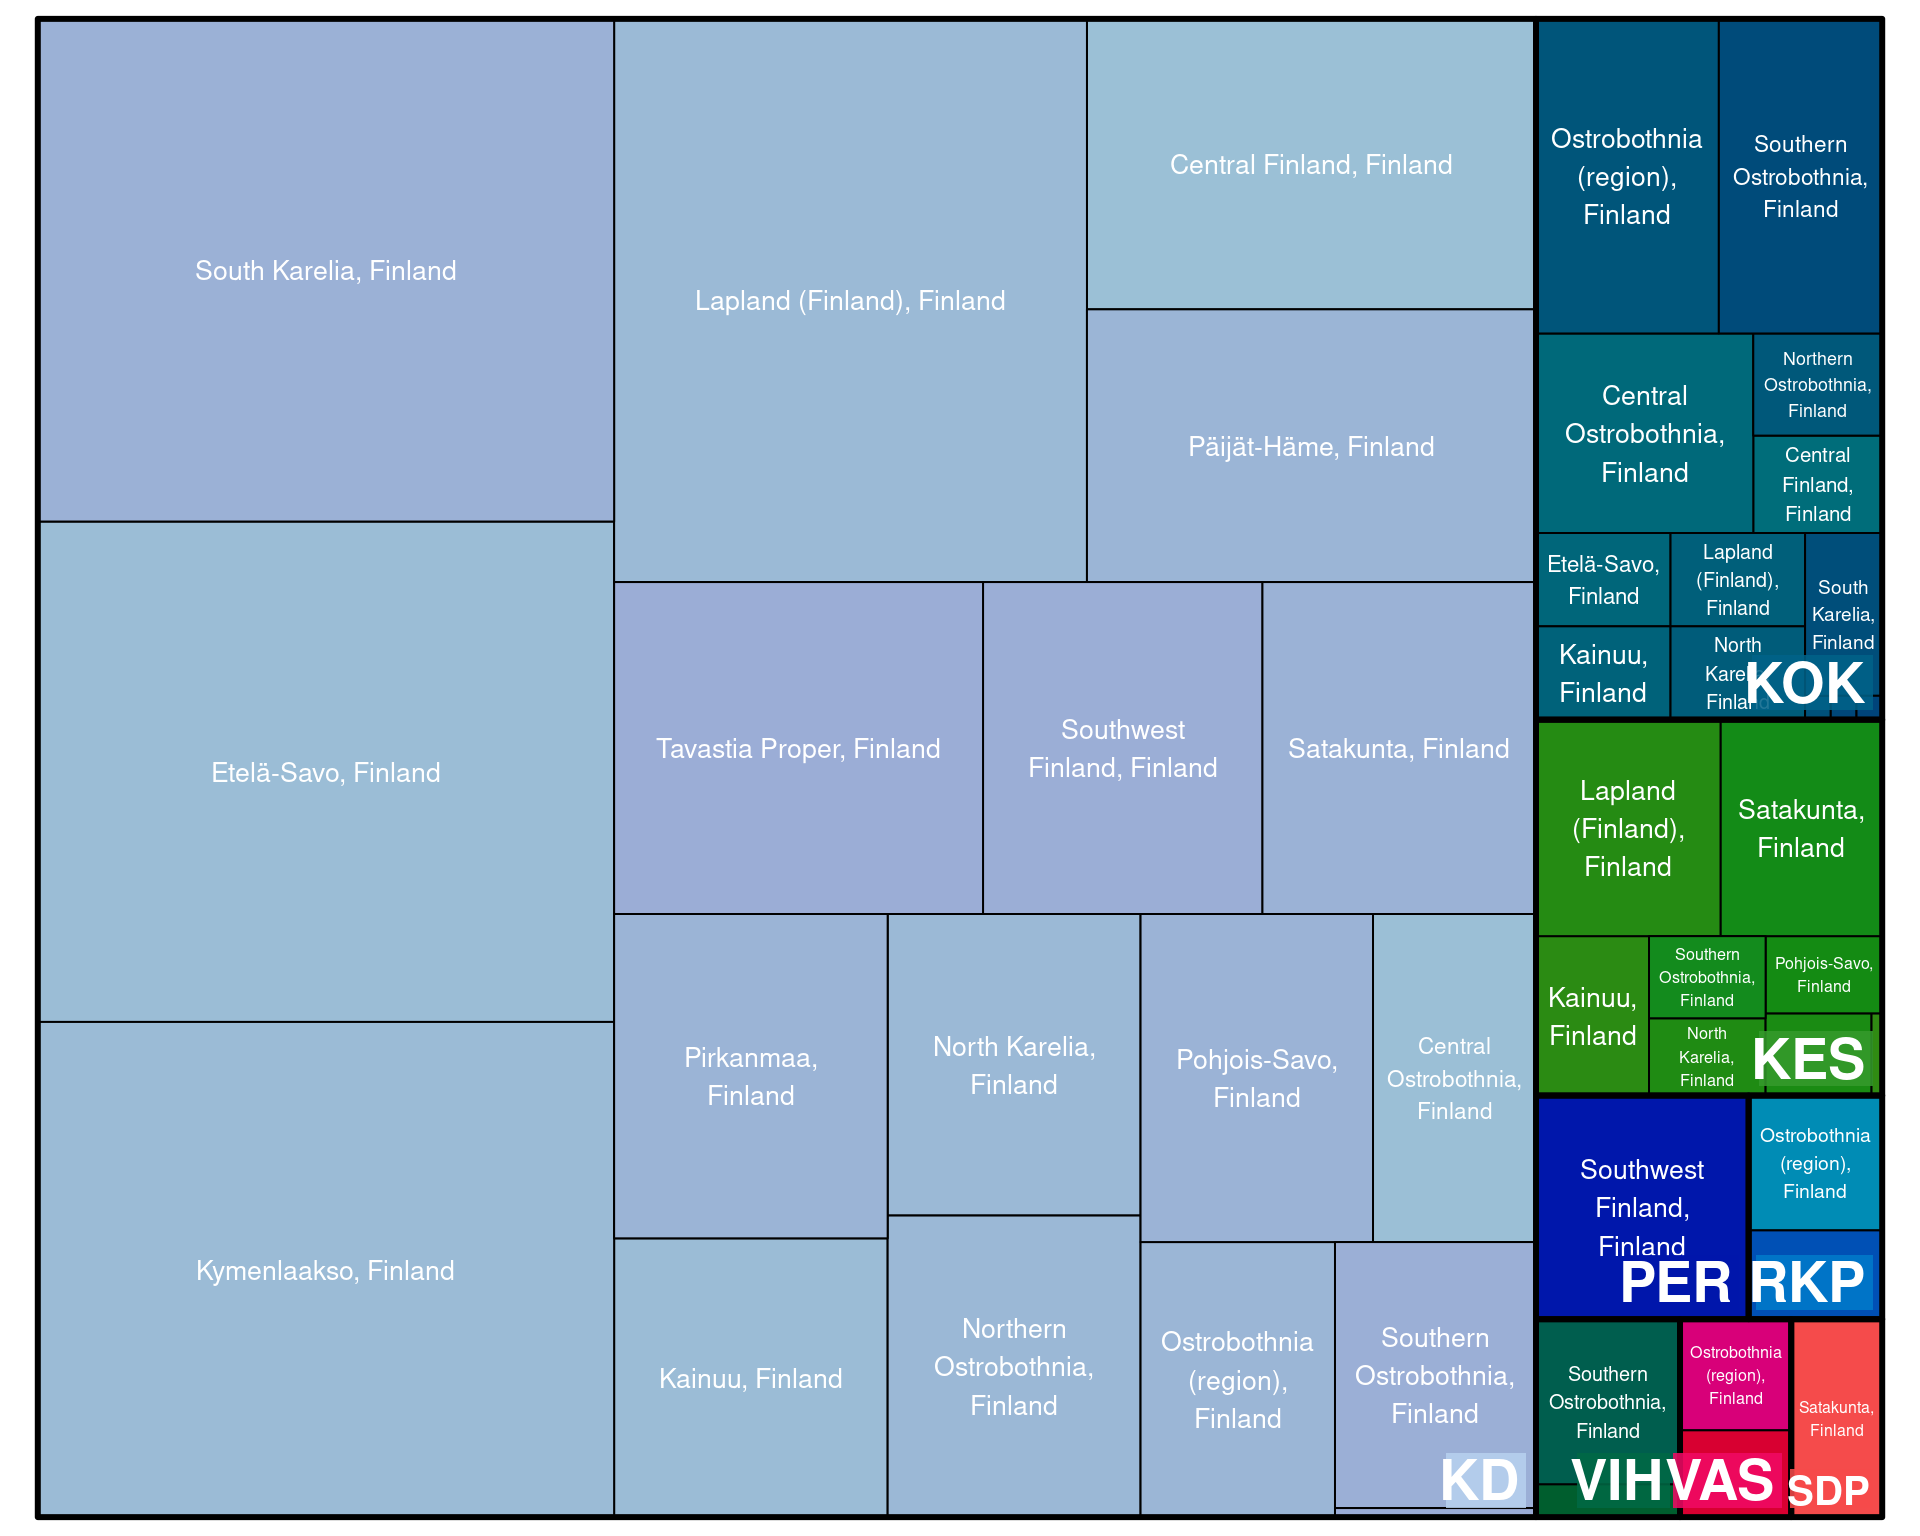 South Karelia, Finland
Etelä-Savo, Finland
Kymenlaakso, Finland
Lapland (Finland), Finland
Central Finland, Finland
Päijät-Häme, Finland
Tavastia Proper, Finland
Southwest
Finland, Finland
Satakunta, Finland
Pirkanmaa,
Finland
Kainuu, Finland
North Karelia,
Finland
Northern
Ostrobothnia,
Finland
Pohjois-Savo,
Finland
Central
Ostrobothnia,
Finland
Ostrobothnia
(region),
Finland
Southern
Ostrobothnia,
Finland
KD
Ostrobothnia
(region),
Finland
Southern
Ostrobothnia,
Finland
Central
Ostrobothnia,
Finland
Northern
Ostrobothnia,
Finland
Central
Finland,
Finland
Etelä-Savo,
Finland
Lapland
(Finland),
Finland
South
Karelia,
Finland
Kainuu,
Finland
North
Karelia,
Finland
KOK
Lapland
(Finland),
Finland
Satakunta,
Finland
Kainuu,
Finland
Southern
Ostrobothnia,
Finland
North
Karelia,
Finland
Pohjois-Savo,
Finland
KES
Southwest
Finland,
Finland
PER
Ostrobothnia
(region),
Finland
RKP
Southern
Ostrobothnia,
Finland
VIH
Ostrobothnia
(region),
Finland
VAS
Satakunta,
Finland
SDP